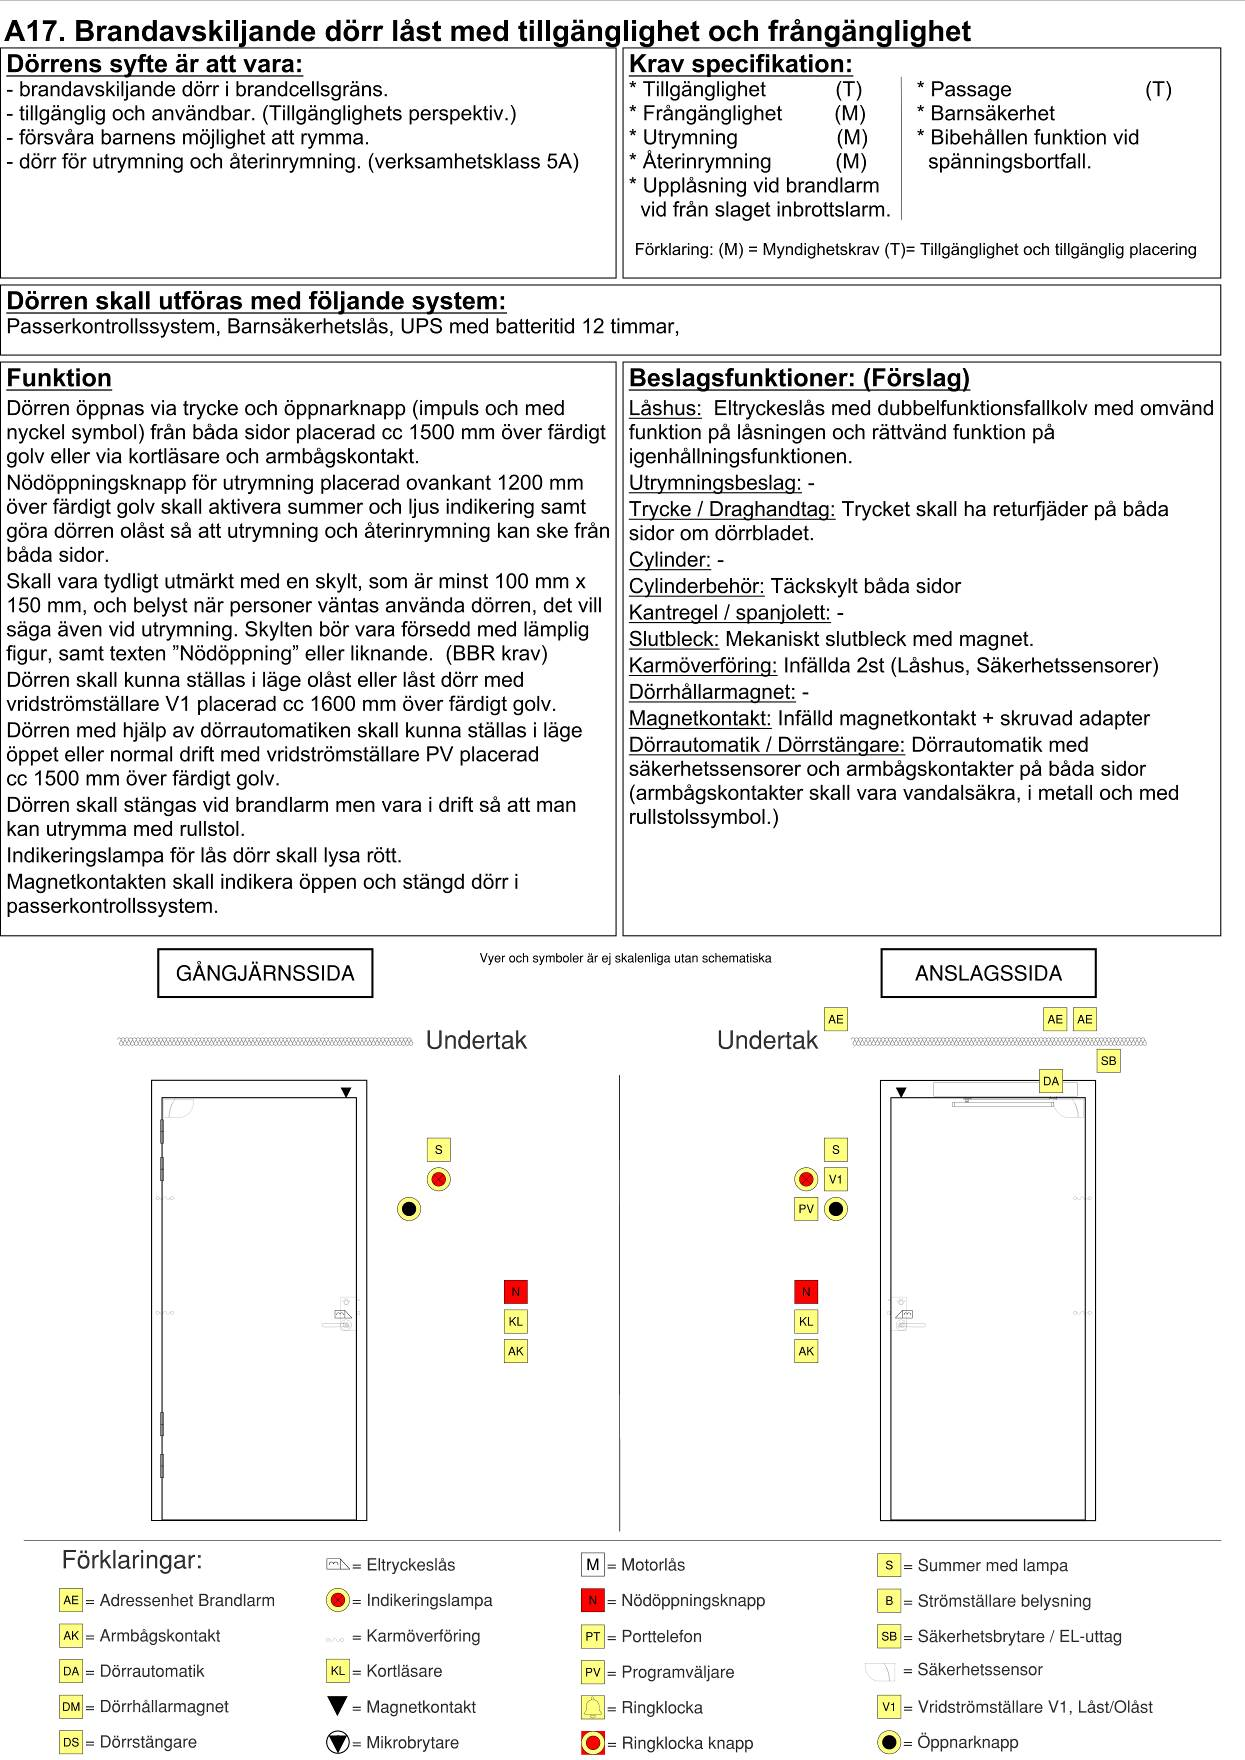 A17. Brandavskiljande dörr låst med tillgänglighet och frångänglighet
Dörrens syfte är att vara:
- brandavskiljande dörr i brandcellsgräns.
- tillgänglig och användbar. (Tillgänglighets perspektiv.)
- försvåra barnens möjlighet att rymma.
- dörr för utrymning och återinrymning. (verksamhetsklass 5A)
Krav specifikation:
* Tillgänglighet (T)
* Frångänglighet (M)
* Utrymning (M)
* Återinrymning (M)
* Upplåsning vid brandlarm
vid från slaget inbrottslarm.
* Passage (T)
* Barnsäkerhet
* Bibehållen funktion vid
spänningsbortfall.
Förklaring: (M) = Myndighetskrav (T)= Tillgänglighet och tillgänglig placering
Dörren skall utföras med följande system:
Passerkontrollssystem, Barnsäkerhetslås, UPS med batteritid 12 timmar,
Funktion
Dörren öppnas via trycke och öppnarknapp (impuls och med
nyckel symbol) från båda sidor placerad cc 1500 mm över färdigt
golv eller via kortläsare och armbågskontakt.
Nödöppningsknapp för utrymning placerad ovankant 1200 mm
över färdigt golv skall aktivera summer och ljus indikering samt
göra dörren olåst så att utrymning och återinrymning kan ske från
båda sidor.
Skall vara tydligt utmärkt med en skylt, som är minst 100 mm x
150 mm, och belyst när personer väntas använda dörren, det vill
säga även vid utrymning. Skylten bör vara försedd med lämplig
figur, samt texten ”Nödöppning” eller liknande. (BBR krav)
Dörren skall kunna ställas i läge olåst eller låst dörr med
vridströmställare V1 placerad cc 1600 mm över färdigt golv.
Dörren med hjälp av dörrautomatiken skall kunna ställas i läge
öppet eller normal drift med vridströmställare PV placerad
cc 1500 mm över färdigt golv.
Dörren skall stängas vid brandlarm men vara i drift så att man
kan utrymma med rullstol.
Indikeringslampa för lås dörr skall lysa rött.
Magnetkontakten skall indikera öppen och stängd dörr i
passerkontrollssystem.
Beslagsfunktioner: (Förslag)
Låshus: Eltryckeslås med dubbelfunktionsfallkolv med omvänd
funktion på låsningen och rättvänd funktion på
igenhållningsfunktionen.
Utrymningsbeslag: -
Trycke / Draghandtag: Trycket skall ha returfjäder på båda
sidor om dörrbladet.
Cylinder: -
Cylinderbehör: Täckskylt båda sidor
Kantregel / spanjolett: -
Slutbleck: Mekaniskt slutbleck med magnet.
Karmöverföring: Infällda 2st (Låshus, Säkerhetssensorer)
Dörrhållarmagnet: -
Magnetkontakt: Infälld magnetkontakt + skruvad adapter
Dörrautomatik / Dörrstängare: Dörrautomatik med
säkerhetssensorer och armbågskontakter på båda sidor
(armbågskontakter skall vara vandalsäkra, i metall och med
rullstolssymbol.)
GÅNGJÄRNSSIDA
Vyer och symboler är ej skalenliga utan schematiska
ANSLAGSSIDA
Undertak
Undertak
AE
AE AE
SB
DA
S
S
V1
PV
N
KL
AK
N
KL
AK
Förklaringar:
AE = Adressenhet Brandlarm
AK = Armbågskontakt
DA = Dörrautomatik
DM = Dörrhållarmagnet
DS = Dörrstängare
= Eltryckeslås
= Indikeringslampa
= Karmöverföring
KL = Kortläsare
= Magnetkontakt
= Mikrobrytare
M = Motorlås
N = Nödöppningsknapp
PT = Porttelefon
PV = Programväljare
= Ringklocka
= Ringklocka knapp
S = Summer med lampa
B = Strömställare belysning
SB = Säkerhetsbrytare / EL-uttag
= Säkerhetssensor
V1 = Vridströmställare V1, Låst/Olåst
= Öppnarknapp